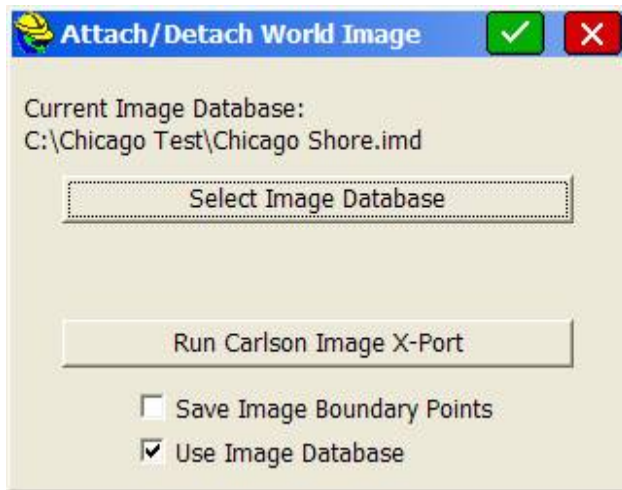 Attach/Detach World Image
Current Image Database:
C:\Chicago Test\Chicago Shore.imd
Select Image Database
Run Carlson Image X-Port
Save Image Boundary Points
Use Image Database